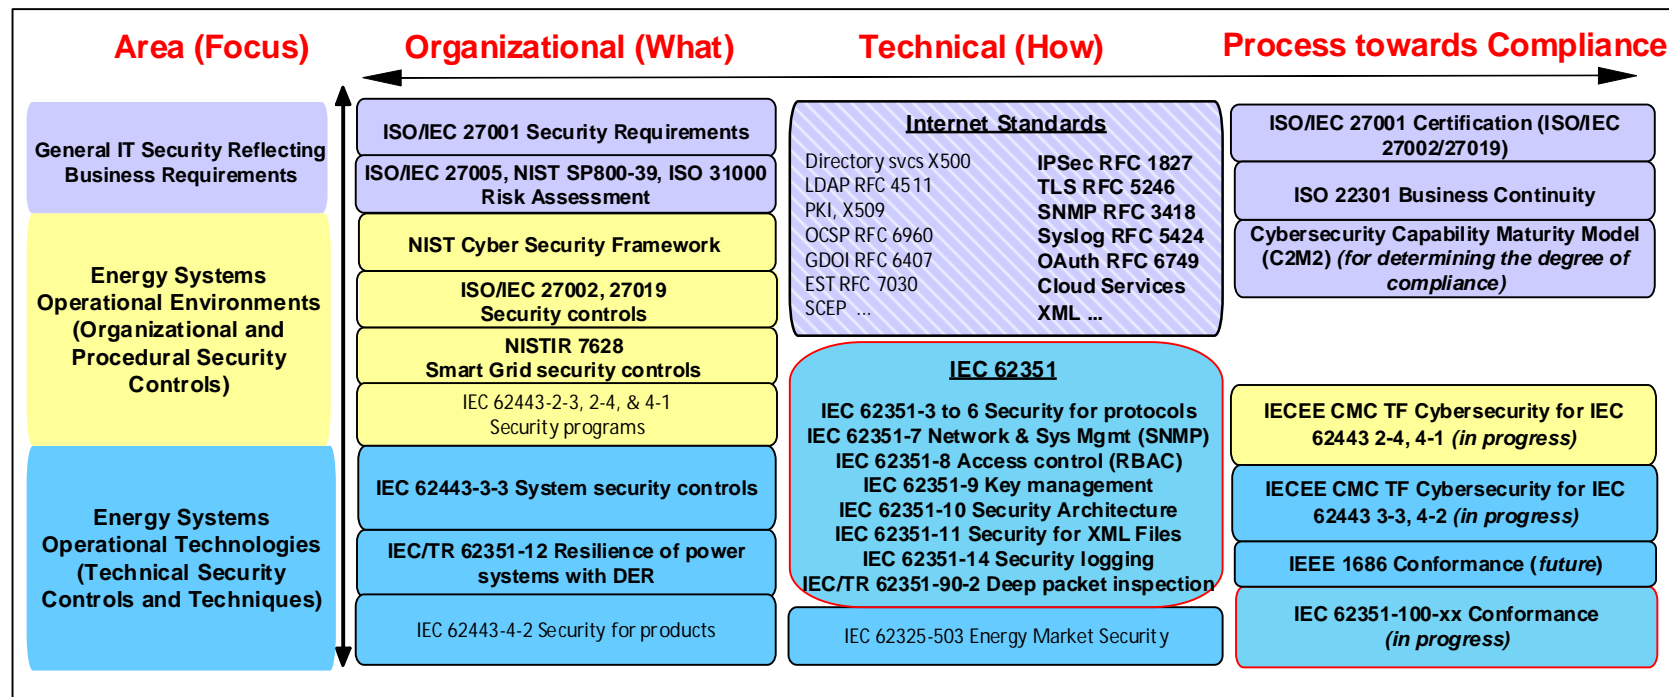 Area (Focus)
Organizational (What)
Technical (How)
Process towards Compliance
General IT Security Reflecting
Business Requirements
Energy Systems
Operational Environments
(Organizational and
Procedural Security
Controls)
Energy Systems
Operational Technologies
(Technical Security
Controls and Techniques)
ISO/IEC 27001 Security Requirements
ISO/IEC 27005, NIST SP800-39, ISO 31000
Risk Assessment
NIST Cyber Security Framework
ISO/IEC 27002, 27019
Security controls
NISTIR 7628
Smart Grid security controls
IEC 62443-2-3, 2-4, & 4-1
Security programs
IEC 62443-3-3 System security controls
IEC/TR 62351-12 Resilience of power
systems with DER
IEC 62443-4-2 Security for products
Internet Standards
Directory svcs X500
LDAP RFC 4511
PKI, X509
OCSP RFC 6960
GDOI RFC 6407
EST RFC 7030
SCEP ...
IPSec RFC 1827
TLS RFC 5246
SNMP RFC 3418
Syslog RFC 5424
OAuth RFC 6749
Cloud Services
XML ...
IEC 62351
IEC 62351-3 to 6 Security for protocols
IEC 62351-7 Network & Sys Mgmt (SNMP)
IEC 62351-8 Access control (RBAC)
IEC 62351-9 Key management
IEC 62351-10 Security Architecture
IEC 62351-11 Security for XML Files
IEC 62351-14 Security logging
IEC/TR 62351-90-2 Deep packet inspection
IEC 62325-503 Energy Market Security
ISO/IEC 27001 Certification (ISO/IEC
27002/27019)
ISO 22301 Business Continuity
Cybersecurity Capability Maturity Model
(C2M2) (for determining the degree of
compliance)
IECEE CMC TF Cybersecurity for IEC
62443 2-4, 4-1 (in progress)
IECEE CMC TF Cybersecurity for IEC
62443 3-3, 4-2 (in progress)
IEEE 1686 Conformance (future)
IEC 62351-100-xx Conformance
(in progress)